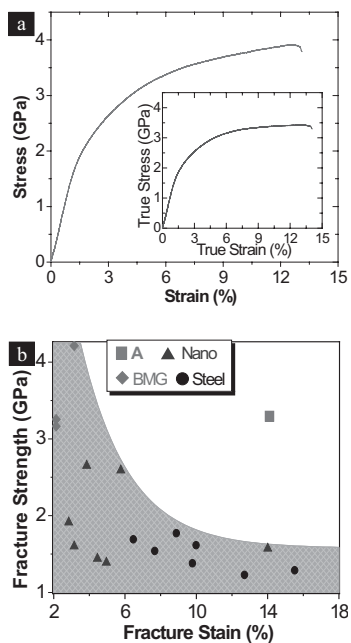 a
Stress (GPa)
4
3
2
1
0
True Stress (GPa)
4
3
2
1
0
0 3 6 9 12 15
True Strain (%)
0 3 6 9 12 15
Strain (%)
b
Fracture Strength (GPa)
4
3
2
1
A Nano
BMG Steel
2 6 10 14 18
Fracture Stain (%)